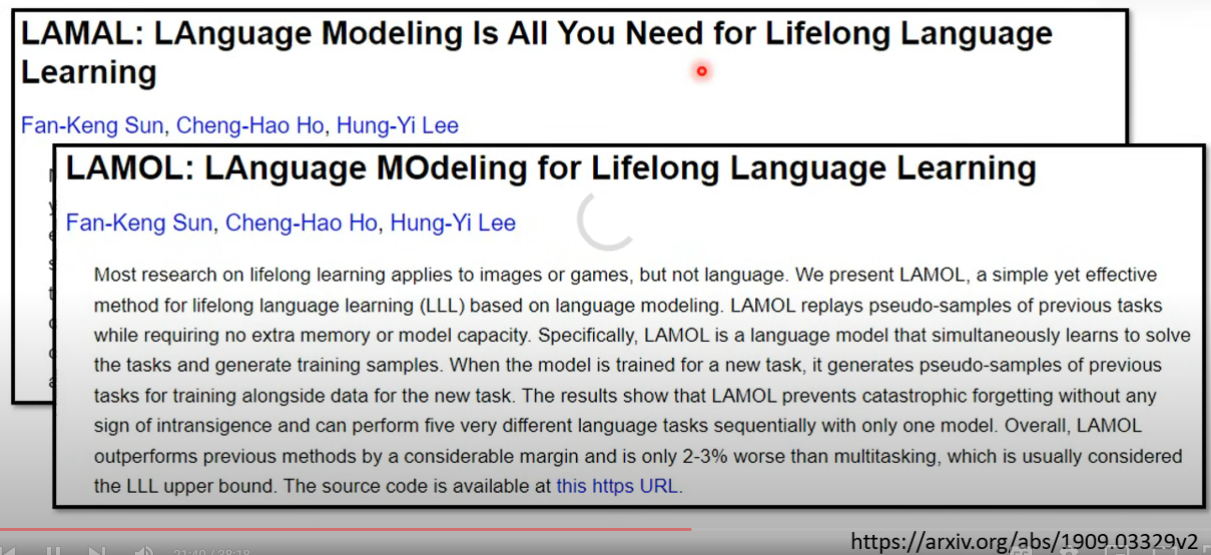 LAMAL: LAnguage Modeling Is All You Need for Lifelong Language
Learning
Fan-Keng Sun, Cheng-Hao Ho, Hung-Yi Lee
LAMOL: LAnguage MOdeling for Lifelong Language Learning
Fan-Keng Sun, Cheng-Hao Ho, Hung-Yi Lee
Most research on lifelong learning applies to images or games, but not language. We present LAMOL, a simple yet effective
method for lifelong language learning (LLL) based on language modeling. LAMOL replays pseudo-samples of previous tasks
while requiring no extra memory or model capacity. Specifically, LAMOL is a language model that simultaneously learns to solve
the tasks and generate training samples. When the model is trained for a new task, it generates pseudo-samples of previous
tasks for training alongside data for the new task. The results show that LAMOL prevents catastrophic forgetting without any
sign of intransigence and can perform five very different language tasks sequentially with only one model. Overall, LAMOL
outperforms previous methods by a considerable margin and is only 2-3% worse than multitasking, which is usually considered
the LLL upper bound. The source code is available at this https URL.
https://arxiv.org/abs/1909.03329v2